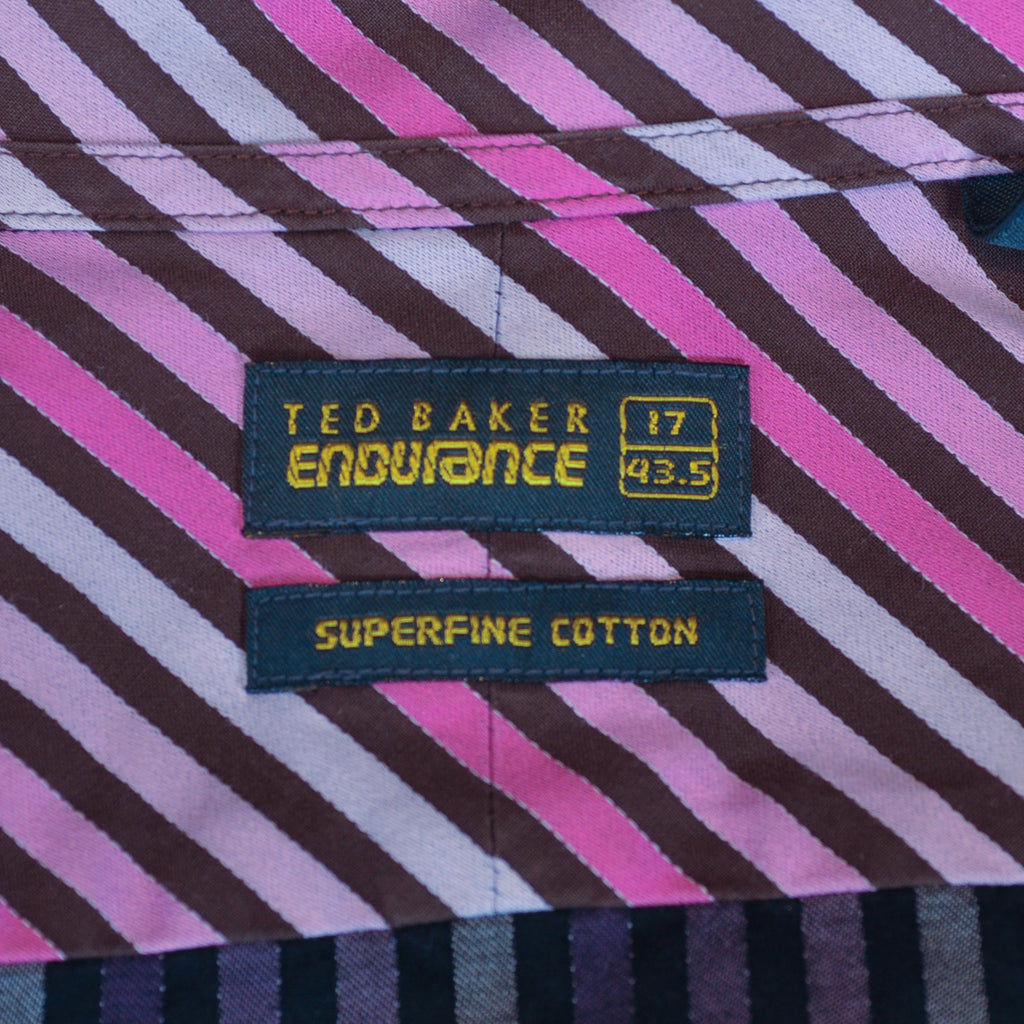 TED BAKER
ENDURANCE
17
43.5
SUPERFINE COTTON